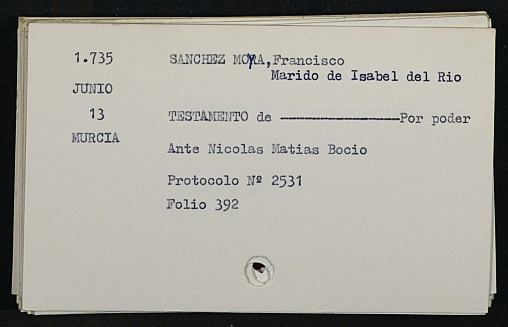 1.735 SANCHEZ MOYA,Francisco
Marido de Isabel del Rio
JUNIO
13 TESTAMENTO de -----------------Por poder
MURCIA
Ante Nicolas Matias Bocio
Protocolo Nº 2531
Folio 392